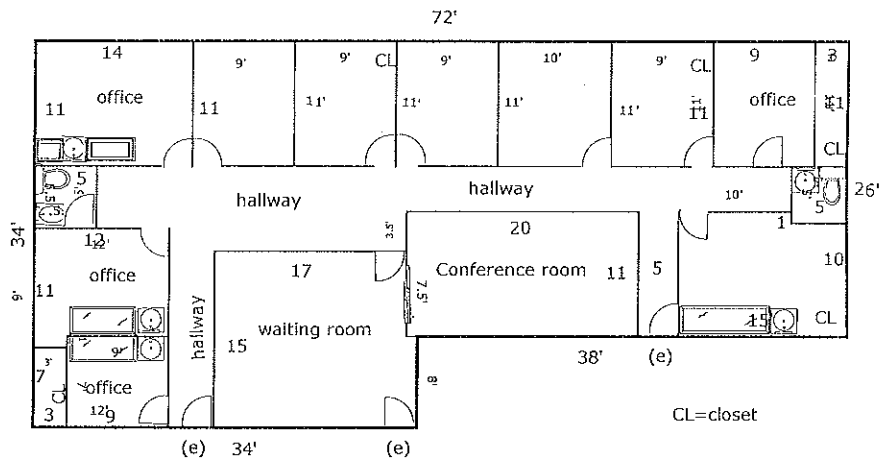 72'
14
9'
9'
CL
9'
10'
9'
CL
9
3
office
11
11
11'
11'
11'
11'
11
office
CL
5
5.5'
hallway
hallway
10'
5
26'
34'
12
12'
3.5'
20
1
office
17
Conference room
11
5
10
11
9'
hallway
7.5'
waiting room
15
15'
CL
9'
38'
(e)
7
3'
CL
office
8'
3
12'
9
CL=closet
(e)
34'
(e)